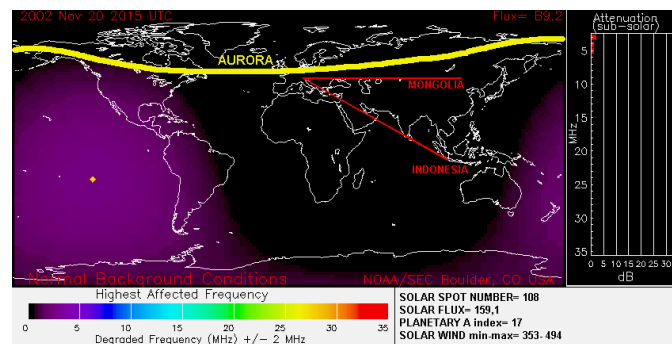 2002 Nov 20 2015 Flux= B9.2
AURORA
MONGOLIA
INDONESIA
Normal Background Conditions NOAA/SEC Boulder, CO USA
Attenuation
(sub-solar)
5
10
15
20
25
30
35
MHz
0 5 10 15 20 25 30
dB
Highest Affected Frequency
0 5 10 15 20 25 30 35
Degraded Frequency (MHz) +/- 2 MHz
SOLAR SPOT NUMBER= 108
SOLAR FLUX= 159,1
PLANETARY A index= 17
SOLAR WIND min-max= 353-494